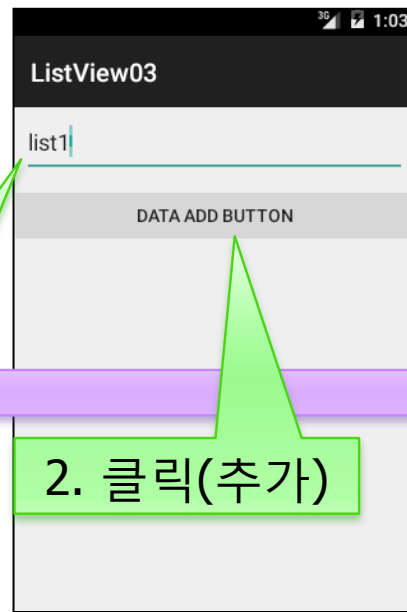 3G 1:03
ListView03
list1
DATA ADD BUTTON
2. 클릭(추가)